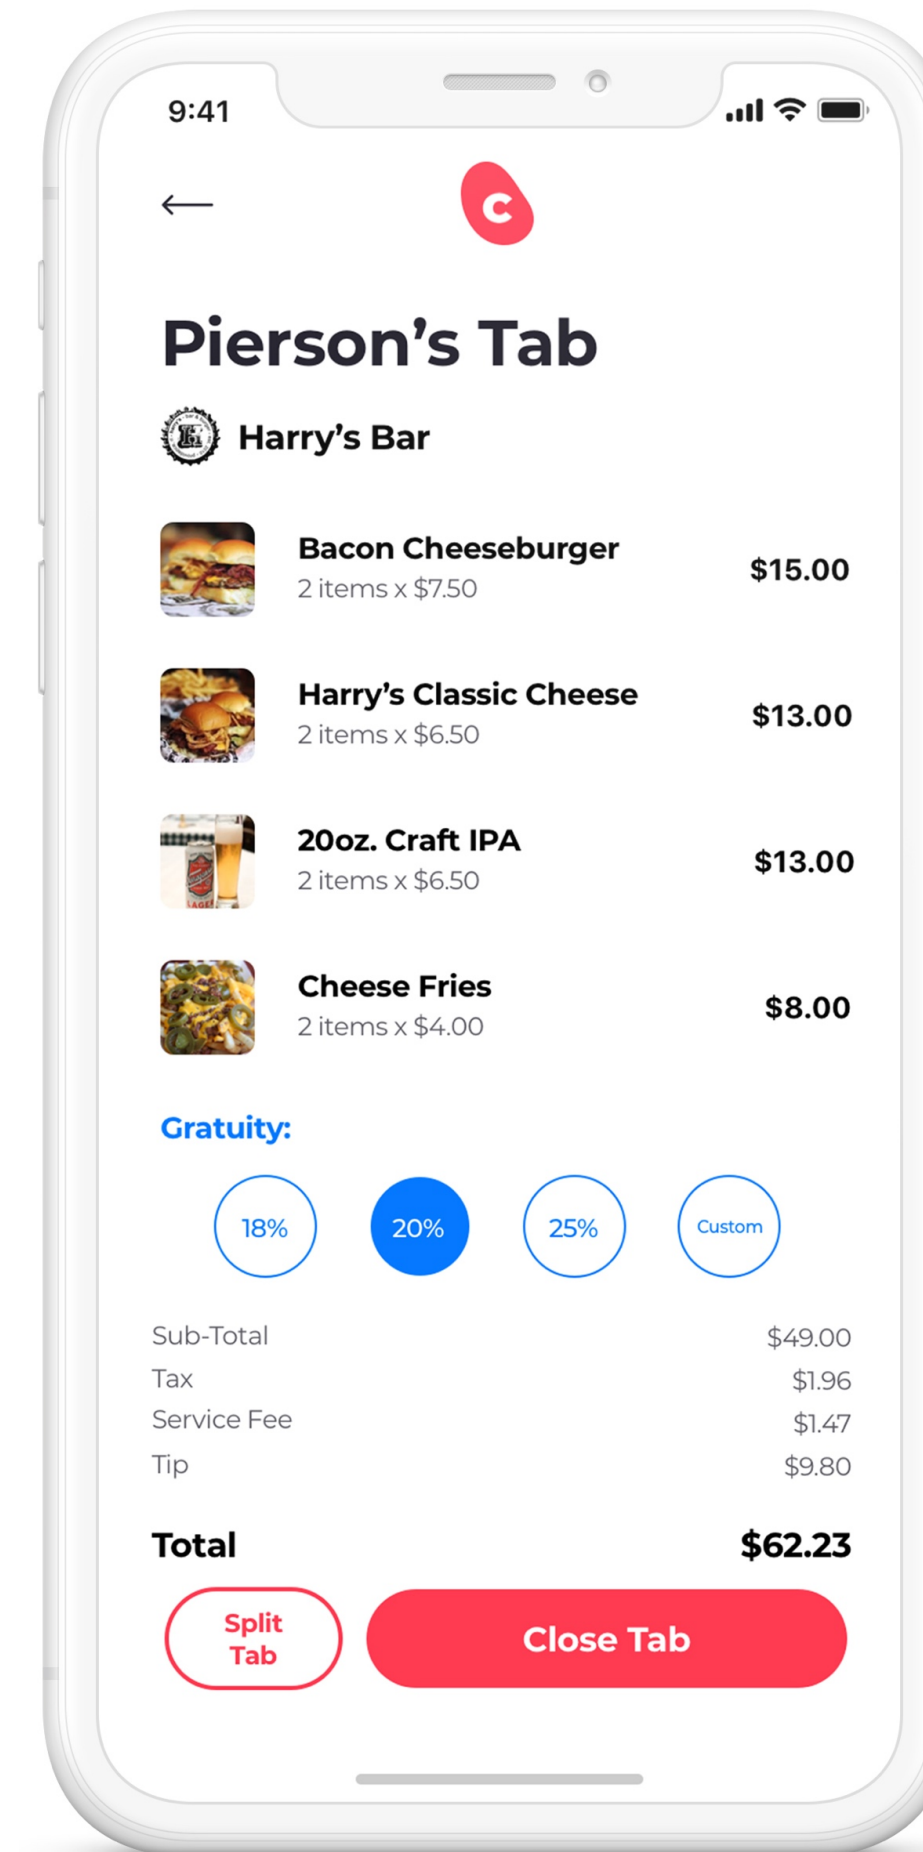 9:41
c
Pierson's Tab
Harry's Bar
Bacon Cheeseburger
2 items x $7.50
$15.00
Harry's Classic Cheese
2 items x $6.50
$13.00
20oz. Craft IPA
2 items x $6.50
$13.00
LAGER
Cheese Fries
2 items x $4.00
$8.00
Gratuity:
18% 20% 25% Custom
Sub-Total $49.00
Tax $1.96
Service Fee $1.47
Tip $9.80
Total $62.23
Split
Tab
Close Tab